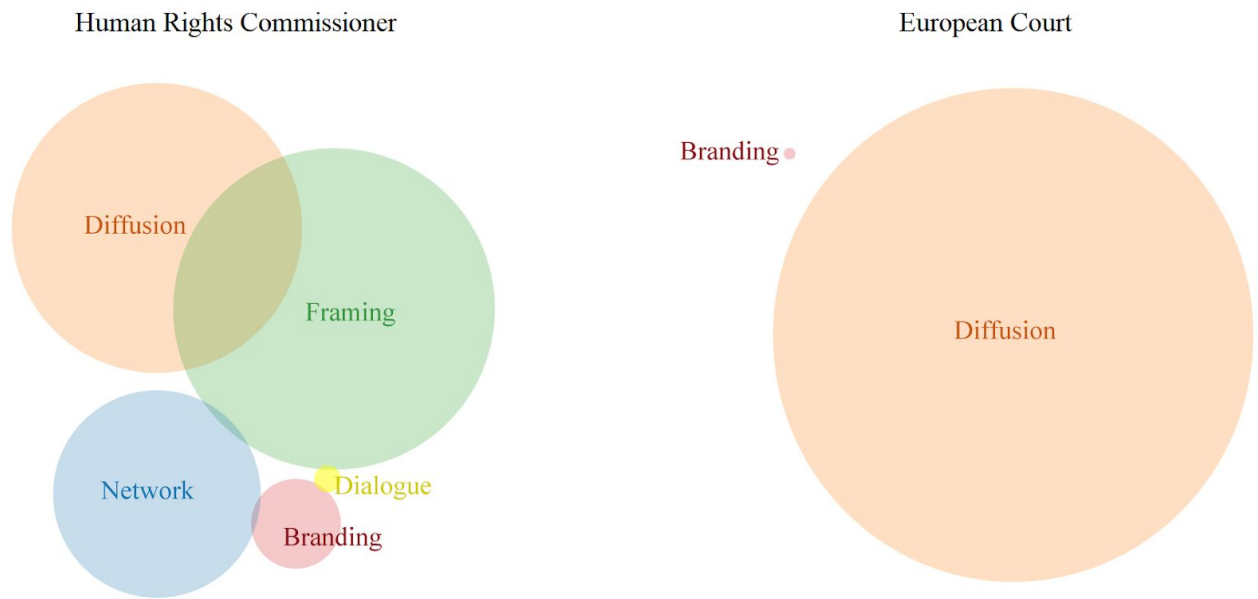 Human Rights Commissioner
Diffusion
Framing
Network
Dialogue
Branding
European Court
Branding
Diffusion